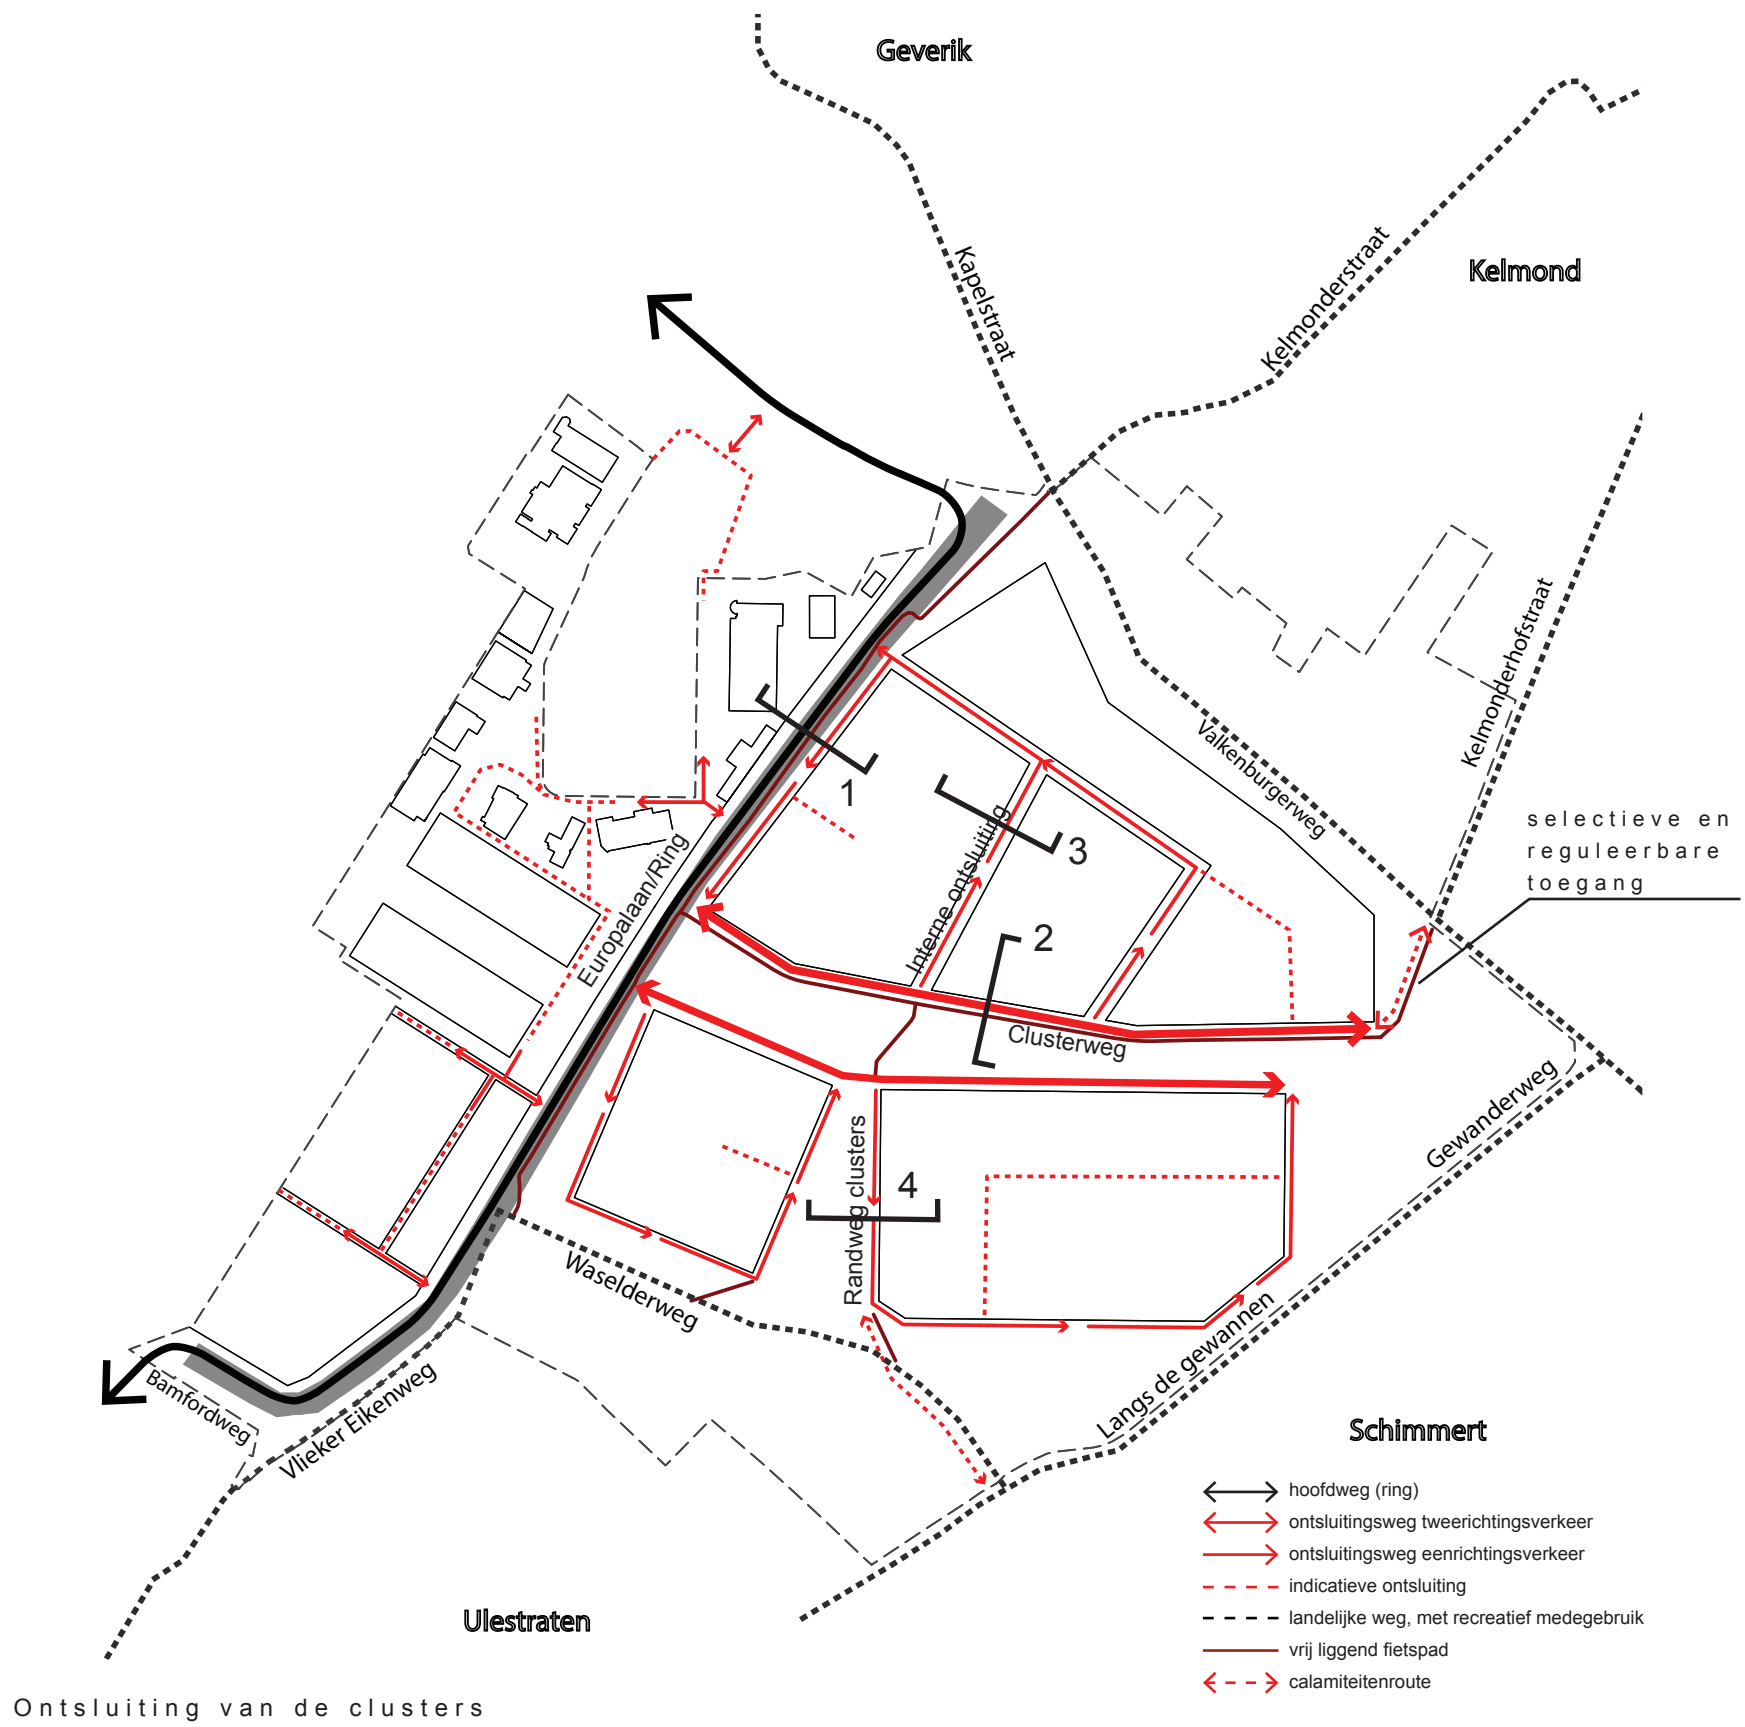 Geverik
Kelmond
Kapelstraat
Kelmonderstraat
Kelmonderhofstraat
Valkenburgerweg
selectieve en
reguleerbare
toegang
1
3
2
4
Europalaan/Ring
Interne ontsluiting
Clusterweg
Randweg clusters
Gewanderweg
Waselderweg
Langs de gewannen
Bamfordweg
Vlieker Eikenweg
Schimmert
Ulestraten
hoofdweg (ring)
ontsluitingsweg tweerichtingsverkeer
ontsluitingsweg eenrichtingsverkeer
indicatieve ontsluiting
landelijke weg, met recreatief medegebruik
vrij liggend fietspad
calamiteitenroute
Ontsluiting van de clusters